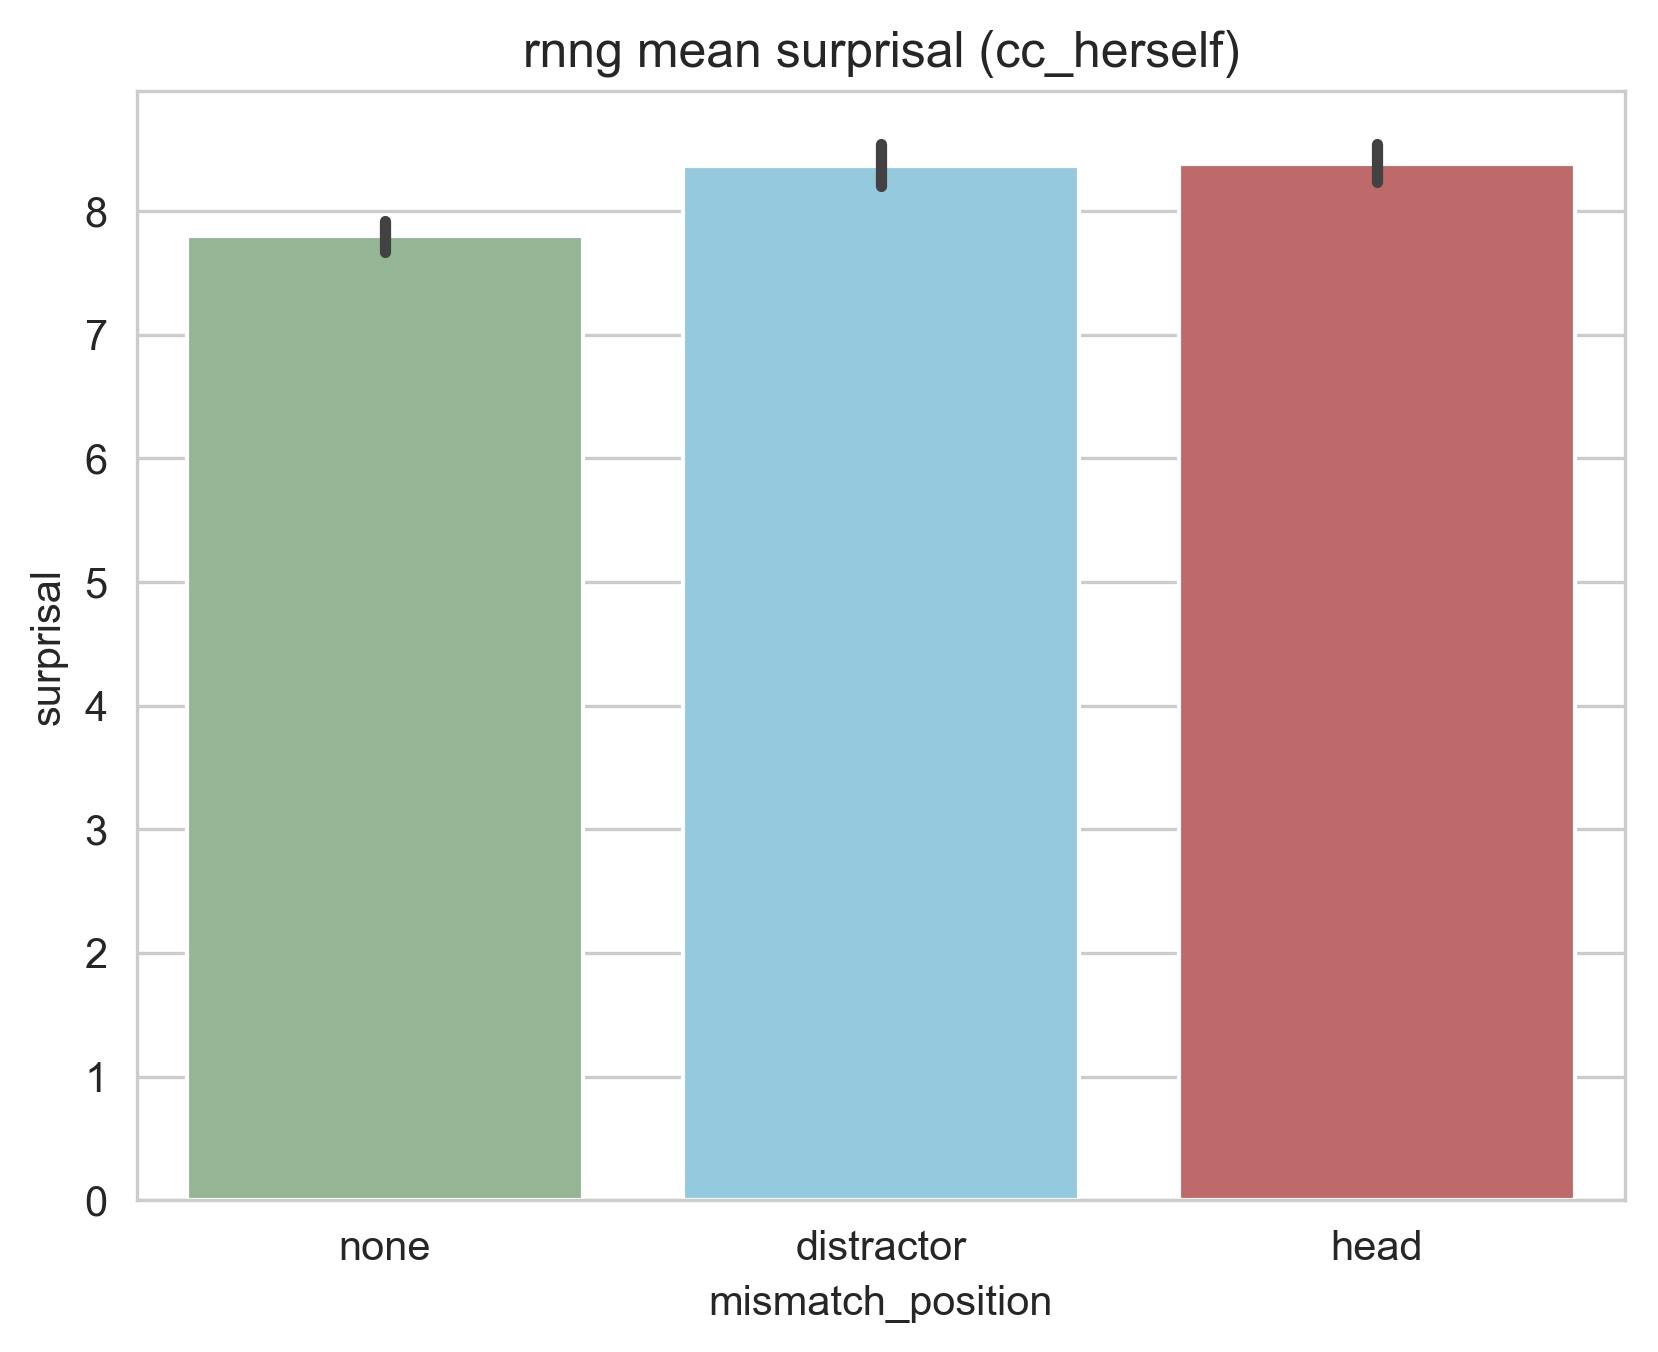 rnng mean surprisal (cc_herself)
surprisal
8
7
6
5
4
3
2
1
0
none distractor head
mismatch_position